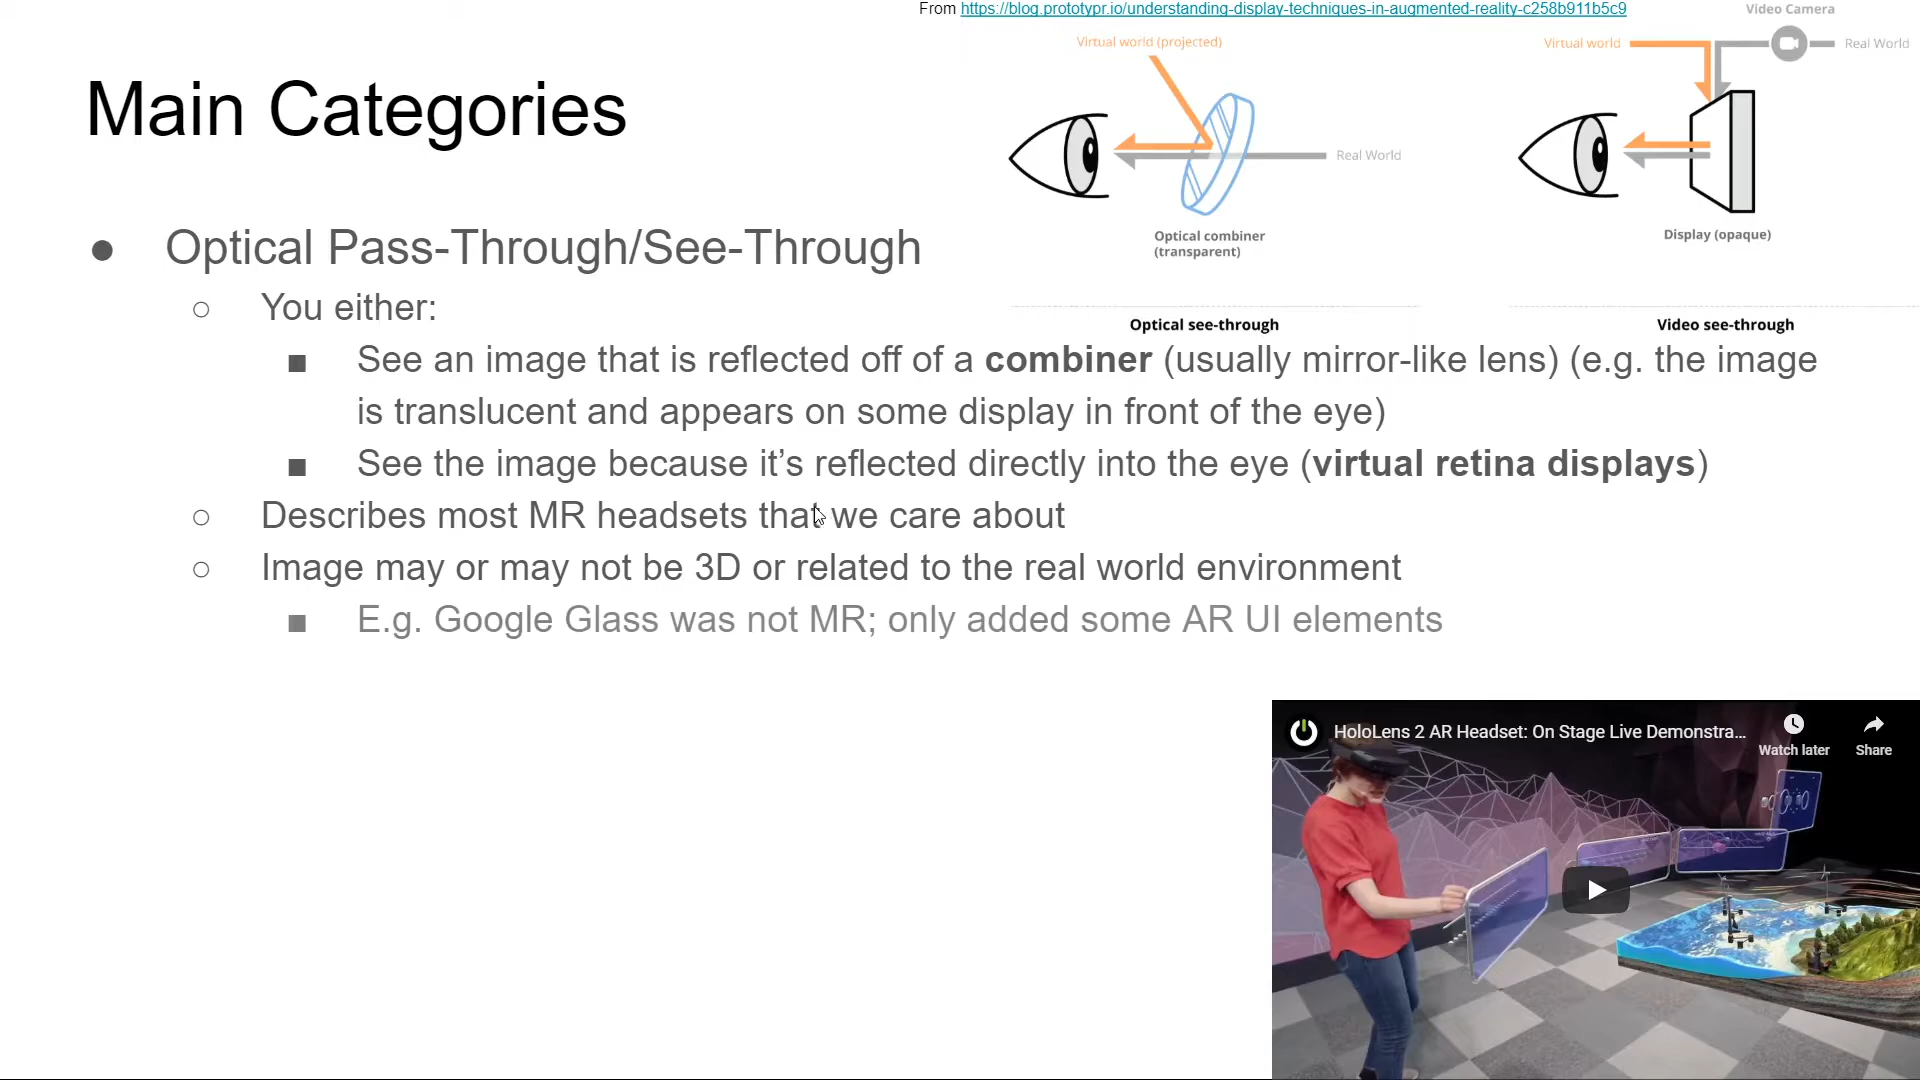 From https://blog.prototypr.io/understanding-display-techniques-in-augmented-reality-c258b911b5c9
Main Categories
Virtual world (projected)
Real World
Optical combiner
(transparent)
Optical see-through
Video Camera
Virtual world
Real World
Display (opaque)
Video see-through
● Optical Pass-Through/See-Through
○ You either:
■ See an image that is reflected off of a combiner (usually mirror-like lens) (e.g. the image
is translucent and appears on some display in front of the eye)
■ See the image because it’s reflected directly into the eye (virtual retina displays)
○ Describes most MR headsets that we care about
○ Image may or may not be 3D or related to the real world environment
■ E.g. Google Glass was not MR; only added some AR UI elements
HoloLens 2 AR Headset: On Stage Live Demonstra...
Watch later
Share